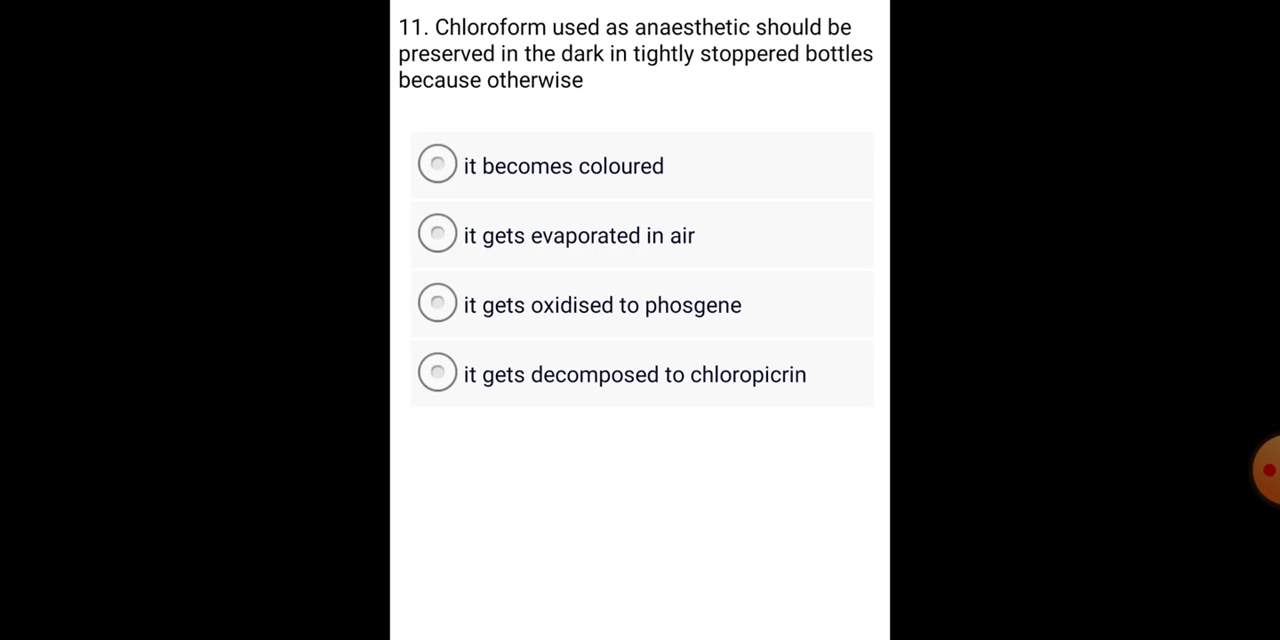 11. Chloroform used as anaesthetic should be
preserved in the dark in tightly stoppered bottles
because otherwise
it becomes coloured
it gets evaporated in air
it gets oxidised to phosgene
it gets decomposed to chloropicrin